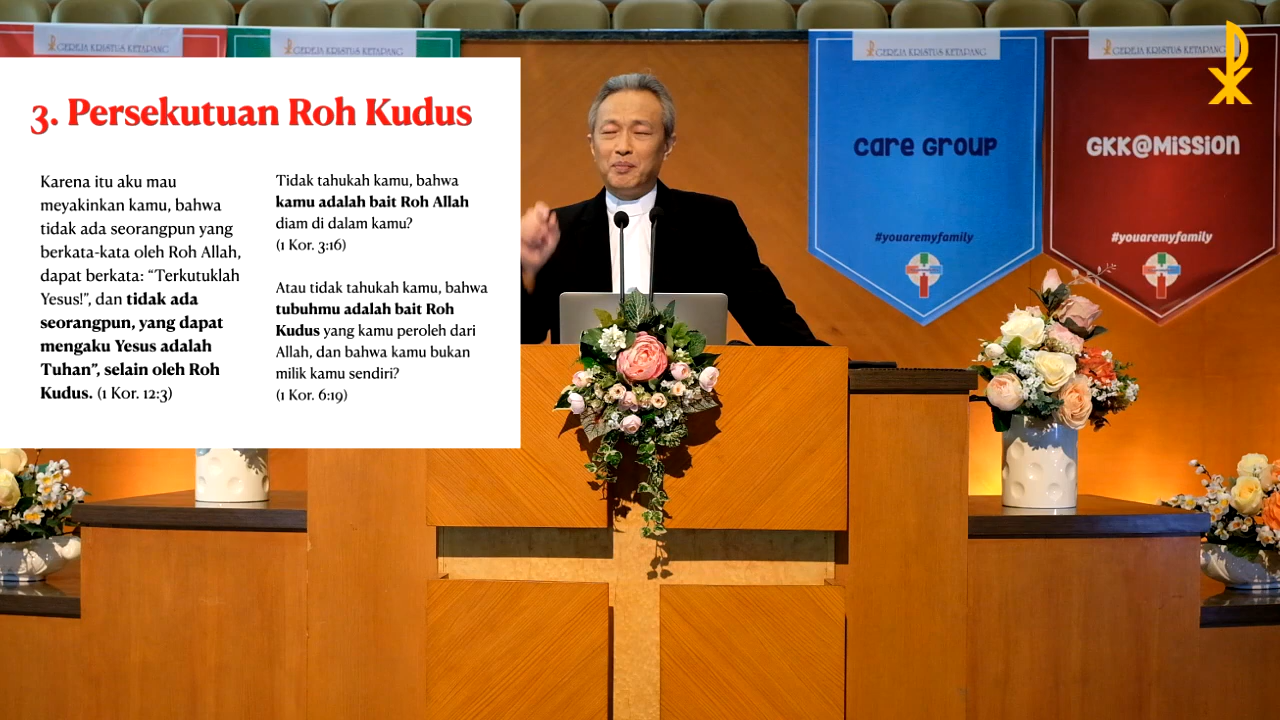 GEREJA KRISTUS KETAPANG
GEREJA KRISTUS KETAPANG
GEREJA KRISTUS KETAPANG
GEREJA KRISTUS KETAPANG
3. Persekutuan Roh Kudus
Karena itu aku mau
meyakinkan kamu, bahwa
tidak ada seorangpun yang
berkata-kata oleh Roh Allah,
dapat berkata: “Terkutuklah
Yesus!”, dan tidak ada
seorangpun, yang dapat
mengaku Yesus adalah
Tuhan”, selain oleh Roh
Kudus. (1 Kor. 12:3)
Tidak tahukah kamu, bahwa
kamu adalah bait Roh Allah
diam di dalam kamu?
(1 Kor. 3:16)
Atau tidak tahukah kamu, bahwa
tubuhmu adalah bait Roh
Kudus yang kamu peroleh dari
Allah, dan bahwa kamu bukan
milik kamu sendiri?
(1 Kor. 6:19)
Care Group
#youaremyfamily
GKK@Mission
#youaremyfamily